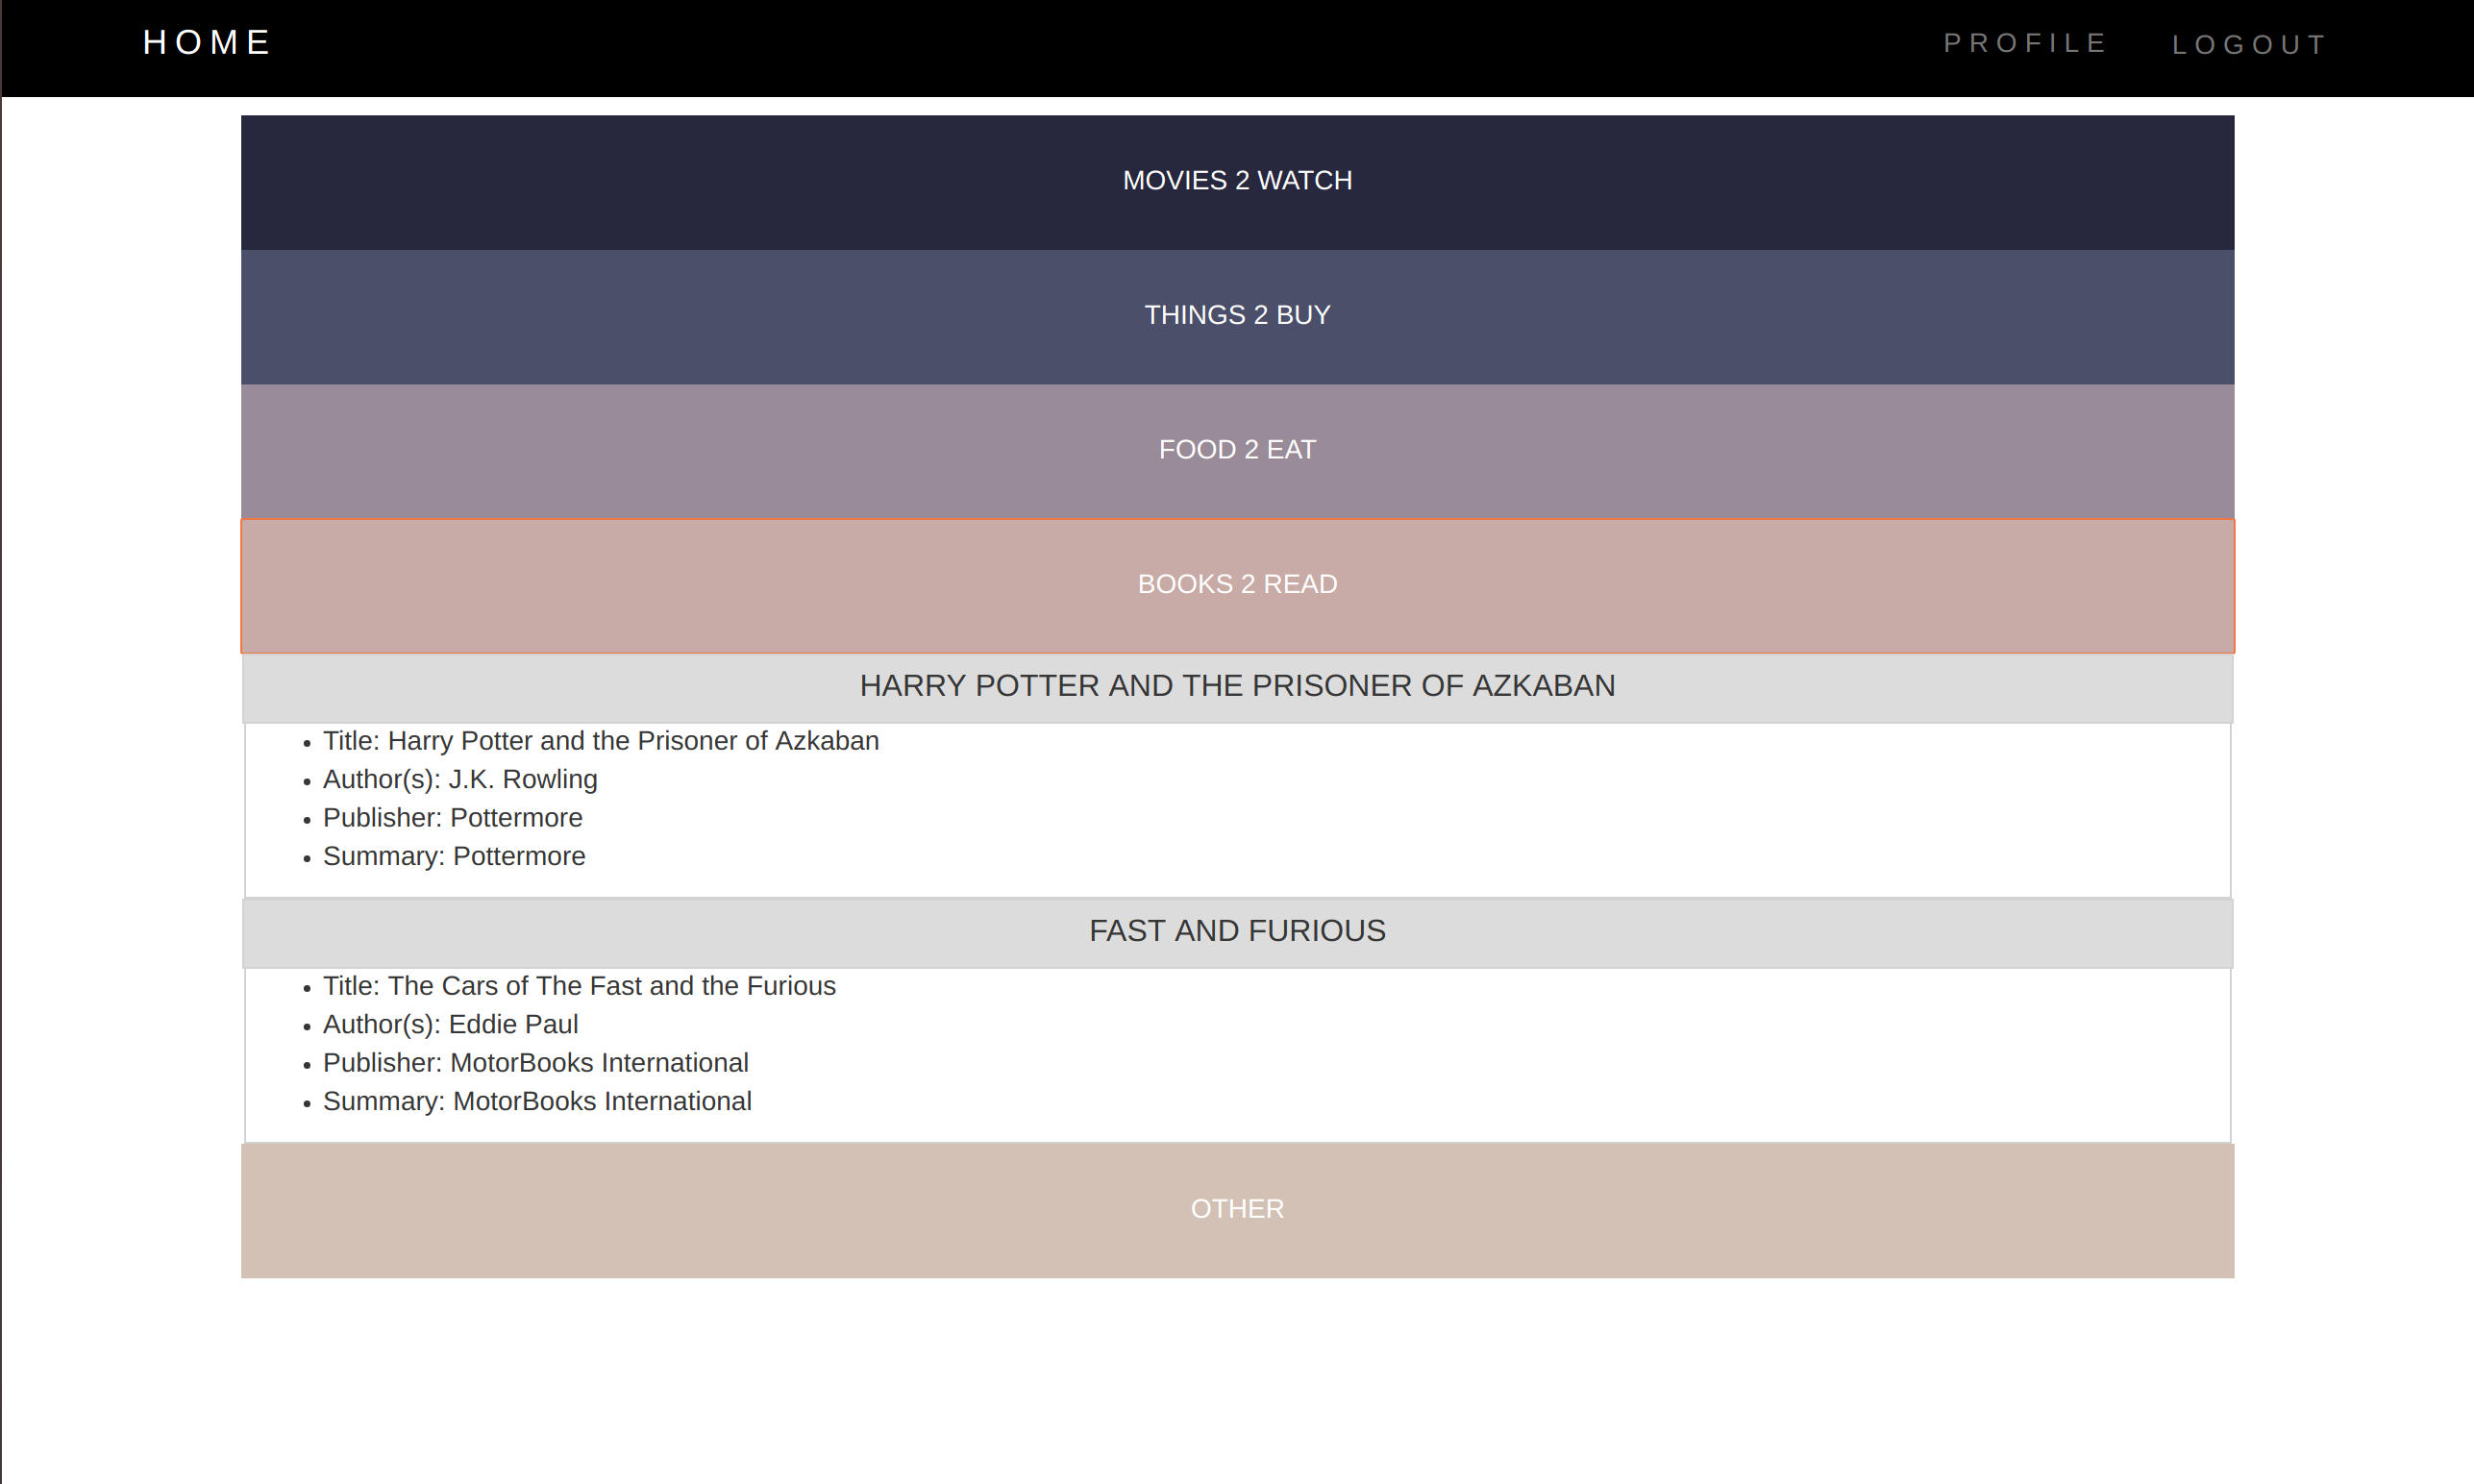 HOME
PROFILE
LOGOUT
MOVIES 2 WATCH
THINGS 2 BUY
FOOD 2 EAT
BOOKS 2 READ
HARRY POTTER AND THE PRISONER OF AZKABAN
• Title: Harry Potter and the Prisoner of Azkaban
• Author(s): J.K. Rowling
• Publisher: Pottermore
• Summary: Pottermore
FAST AND FURIOUS
• Title: The Cars of The Fast and the Furious
• Author(s): Eddie Paul
• Publisher: MotorBooks International
• Summary: MotorBooks International
OTHER